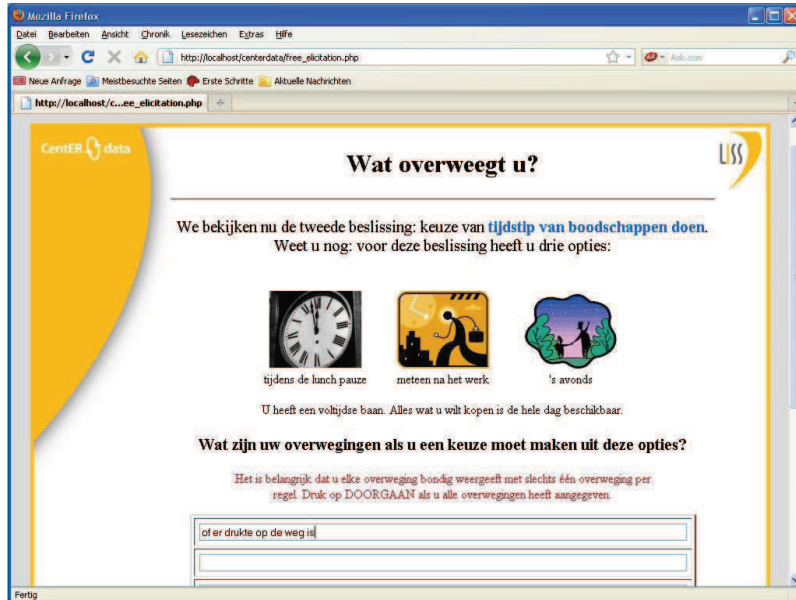 Mozilla Firefox
Datei Bearbeiten Ansicht Chronik Lesezeichen Extras Hilfe
http://localhost/centerdata/free_elicitation.php
Ask.com
Neue Anfrage Meistbesuchte Seiten Erste Schritte Aktuelle Nachrichten
http://localhost/c...ee_elicitation.php
CentER data
LISS
Wat overweegt u?
We bekijken nu de tweede beslissing: keuze van tijdstip van boodschappen doen.
Weet u nog: voor deze beslissing heeft u drie opties:
tijdens de lunch pauze meteen na het werk 's avonds
U heeft een voltijdse baan. Alles wat u wilt kopen is de hele dag beschikbaar.
Wat zijn uw overwegingen als u een keuze moet maken uit deze opties?
Het is belangrijk dat u elke overweging bondig weergeeft met slechts één overweging per
regel. Druk op DOORGAAN als u alle overwegingen heeft aangegeven.
of er drukte op de weg is
Fertig